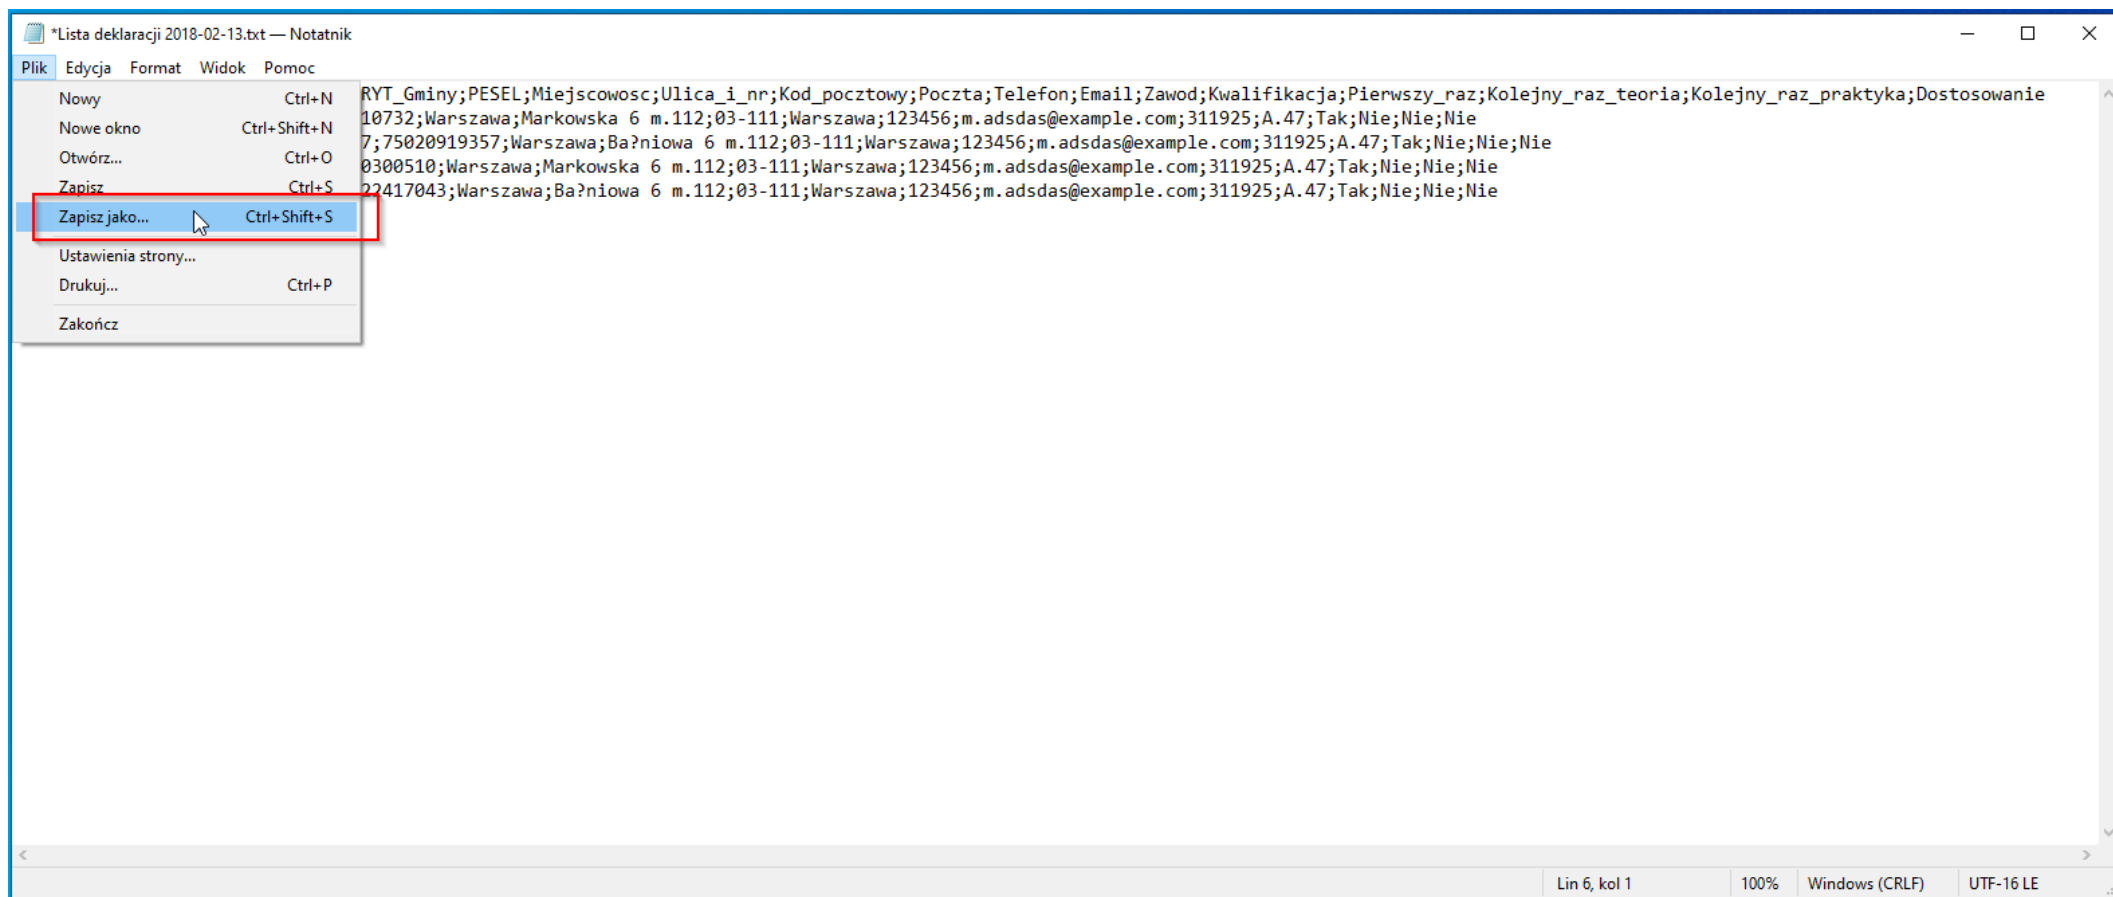 *Lista deklaracji 2018-02-13.txt — Notatnik
Plik Edycja Format Widok Pomoc
Nowy Ctrl+N
Nowe okno Ctrl+Shift+N
Otwórz... Ctrl+O
Zapisz Ctrl+S
Zapisz jako... Ctrl+Shift+S
Ustawienia strony...
Drukuj... Ctrl+P
Zakończ
RYT_Gminy;PESEL;Miejscowosc;Ulica_i_nr;Kod_pocztowy;Poczta;Telefon;Email;Zawod;Kwalifikacja;Pierwszy_raz;Kolejny_raz_teoria;Kolejny_raz_praktyka;Dostosowanie
10732;Warszawa;Markowska 6 m.112;03-111;Warszawa;123456;m.adsdas@example.com;311925;A.47;Tak;Nie;Nie;Nie
7;75020919357;Warszawa;Ba?niowa 6 m.112;03-111;Warszawa;123456;m.adsdas@example.com;311925;A.47;Tak;Nie;Nie;Nie
0300510;Warszawa;Markowska 6 m.112;03-111;Warszawa;123456;m.adsdas@example.com;311925;A.47;Tak;Nie;Nie;Nie
22417043;Warszawa;Ba?niowa 6 m.112;03-111;Warszawa;123456;m.adsdas@example.com;311925;A.47;Tak;Nie;Nie;Nie
Lin 6, kol 1 100% Windows (CRLF) UTF-16 LE